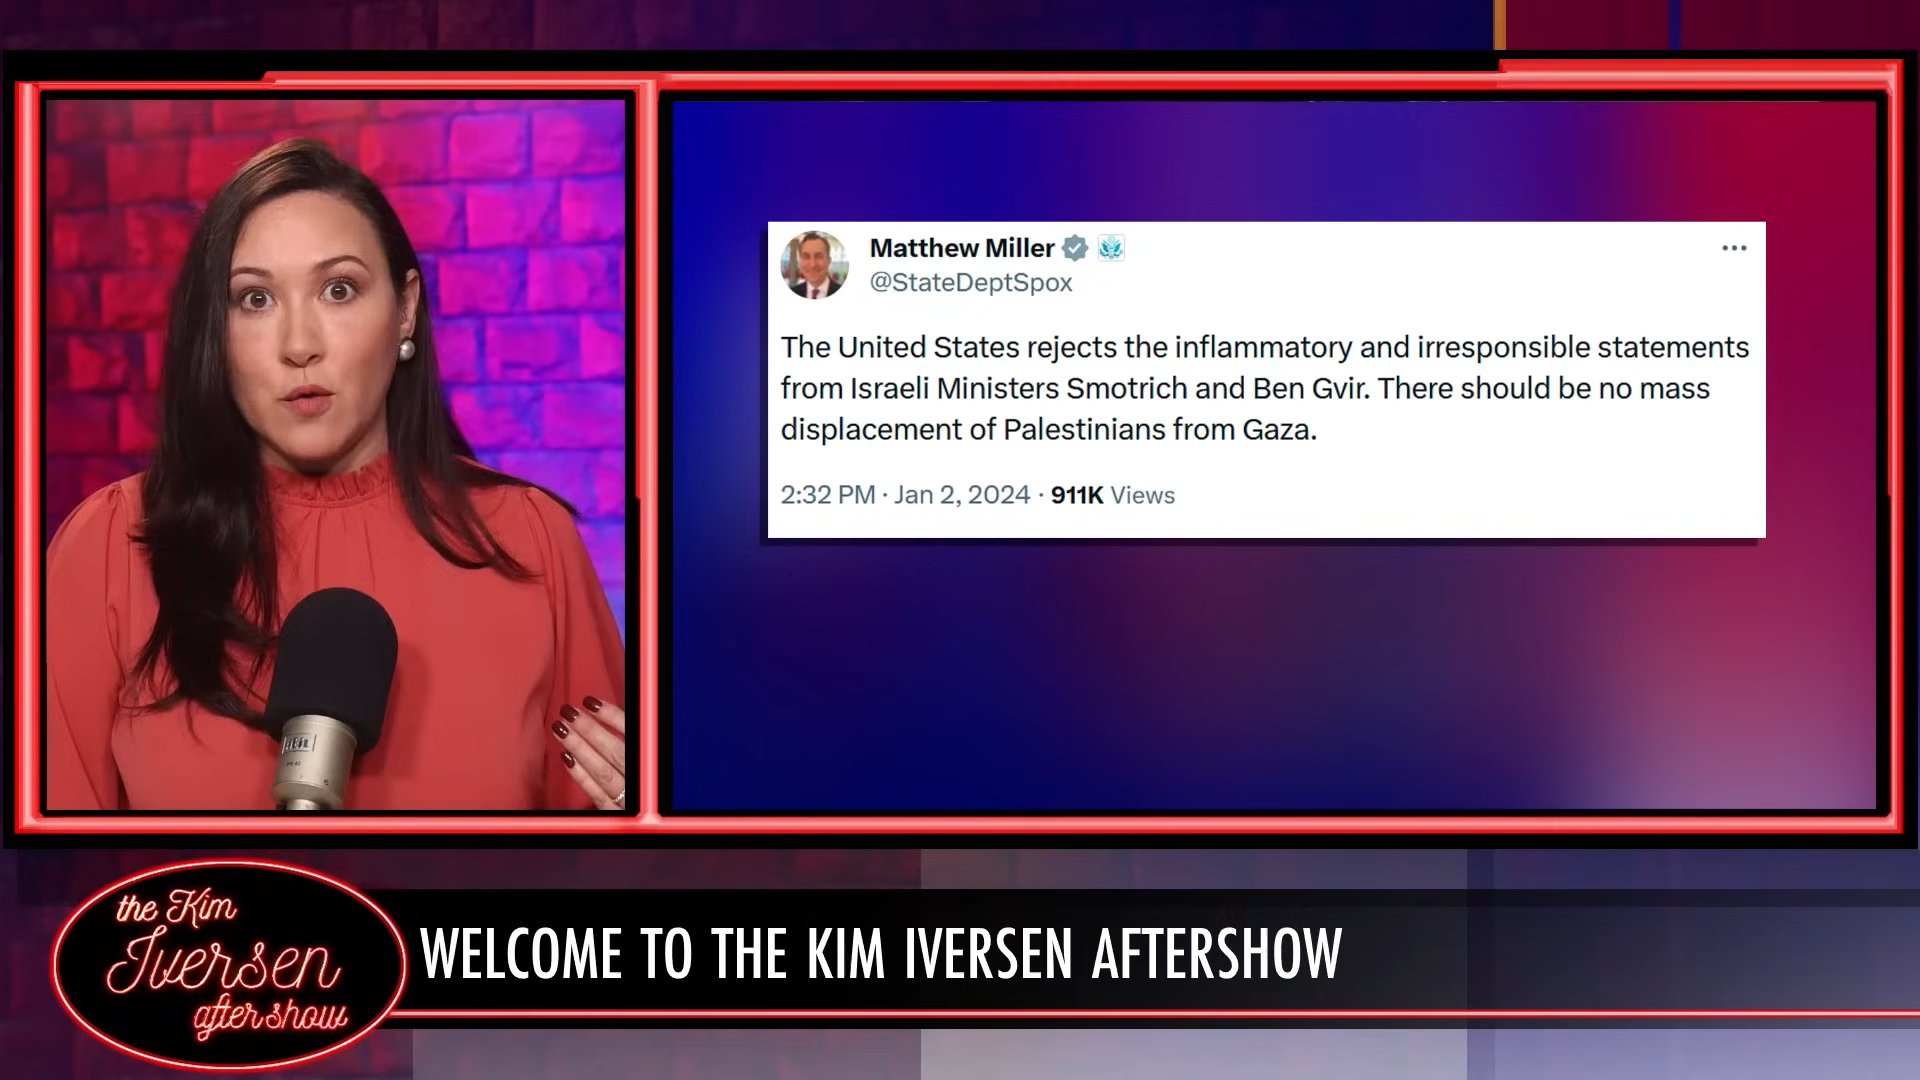 Matthew Miller
@StateDeptSpox
The United States rejects the inflammatory and irresponsible statements
from Israeli Ministers Smotrich and Ben Gvir. There should be no mass
displacement of Palestinians from Gaza.
2:32 PM · Jan 2, 2024 · 911K Views
the Kim
Iversen
aftershow
WELCOME TO THE KIM IVERSEN AFTERSHOW